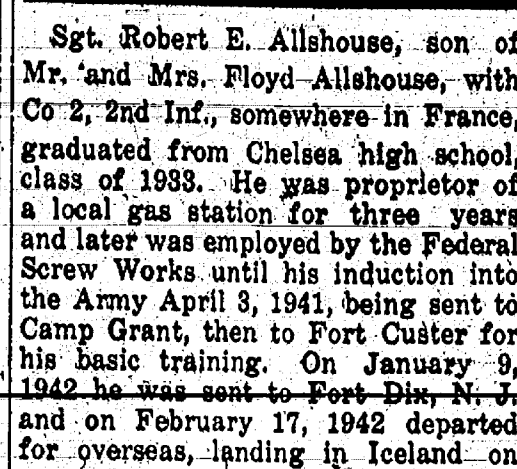 Sgt. Robert E. Allshouse, son of
Mr. and Mrs. Floyd Allshouse, with
Co 2, 2nd Inf., somewhere in France,
graduated from Chelsea high school,
class of 1933. He was proprietor of
a local gas station for three years
and later was employed by the Federal
Screw Works until his induction into
the Army April 3, 1941, being sent to
Camp Grant, then to Fort Custer for
his basic training. On January 9,
1942 he was sent to Fort Dix, N. J.
and on February 17, 1942 departed
for overseas, landing in Iceland on